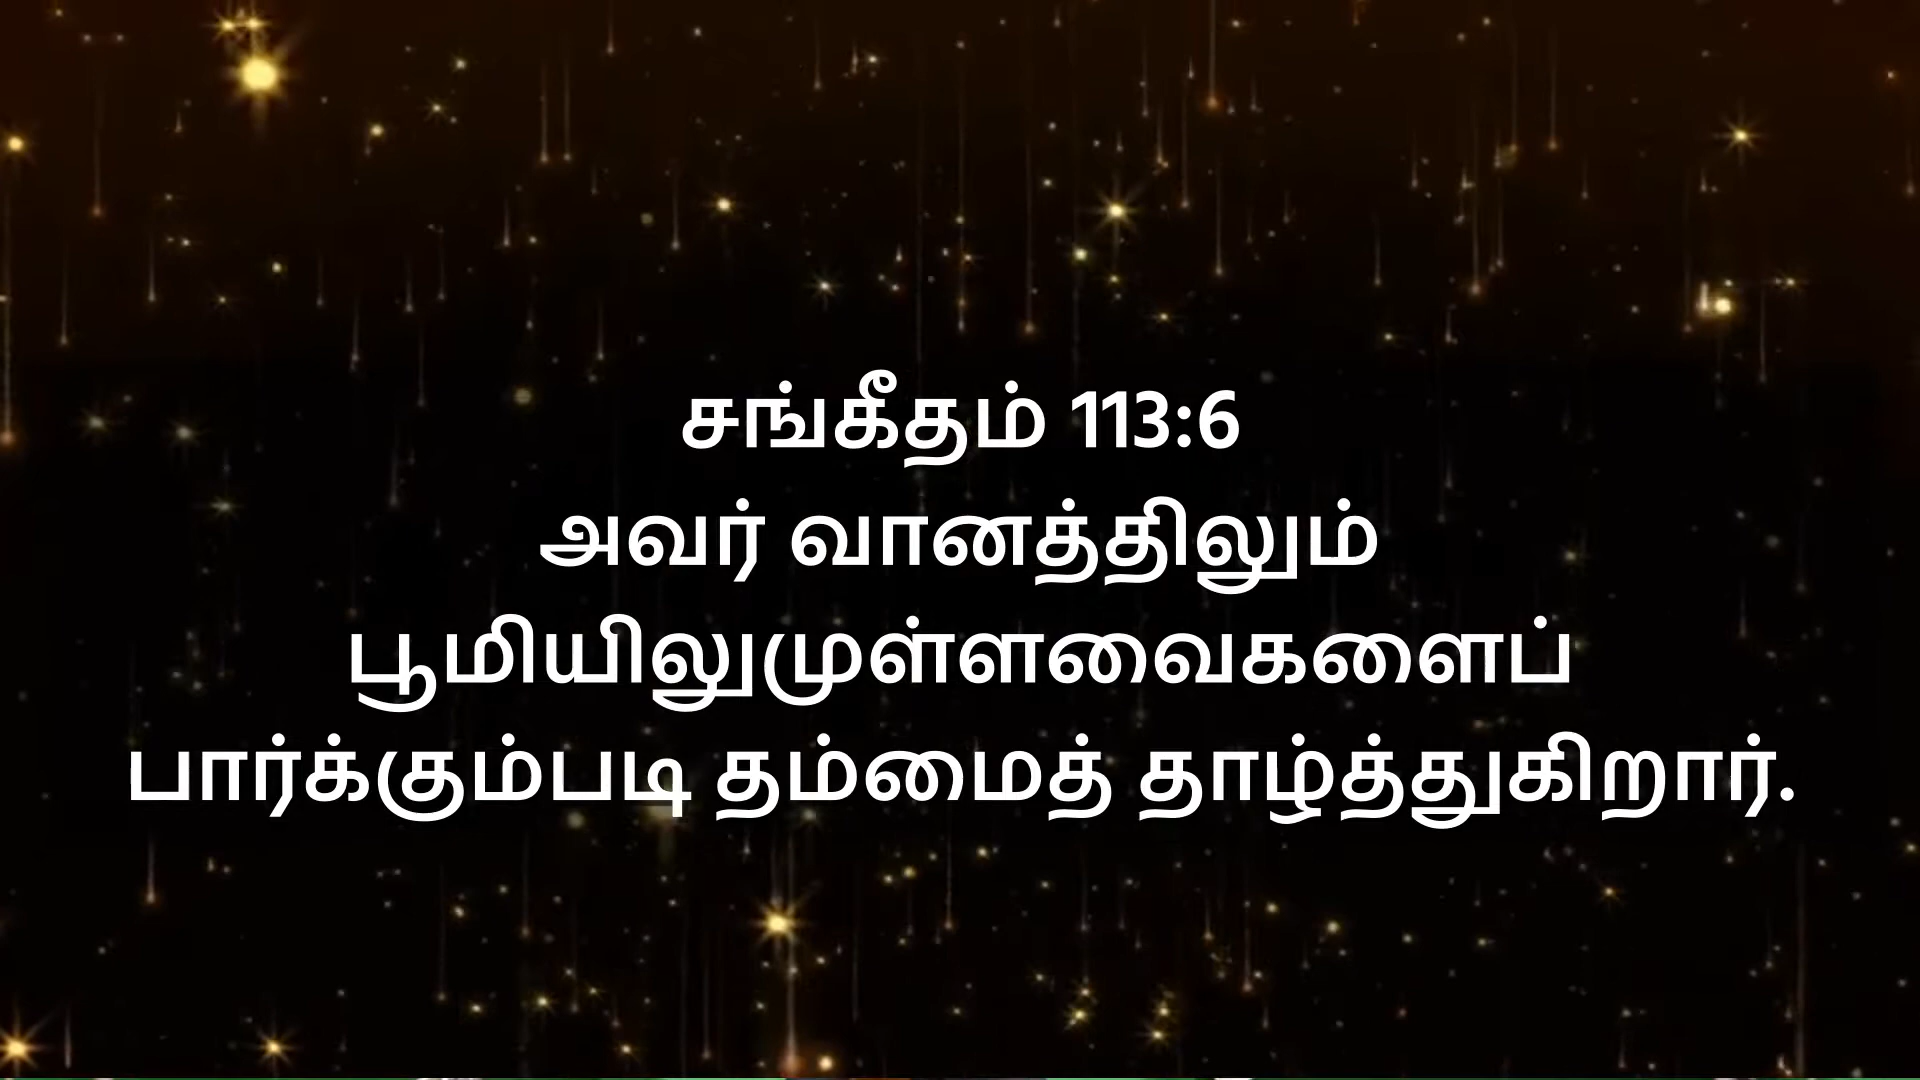 சங்கீதம் 113:6
அவர் வானத்திலும்
பூமியிலுமுள்ளவைகளைப்
பார்க்கும்படி தம்மைத் தாழ்த்துகிறார்.